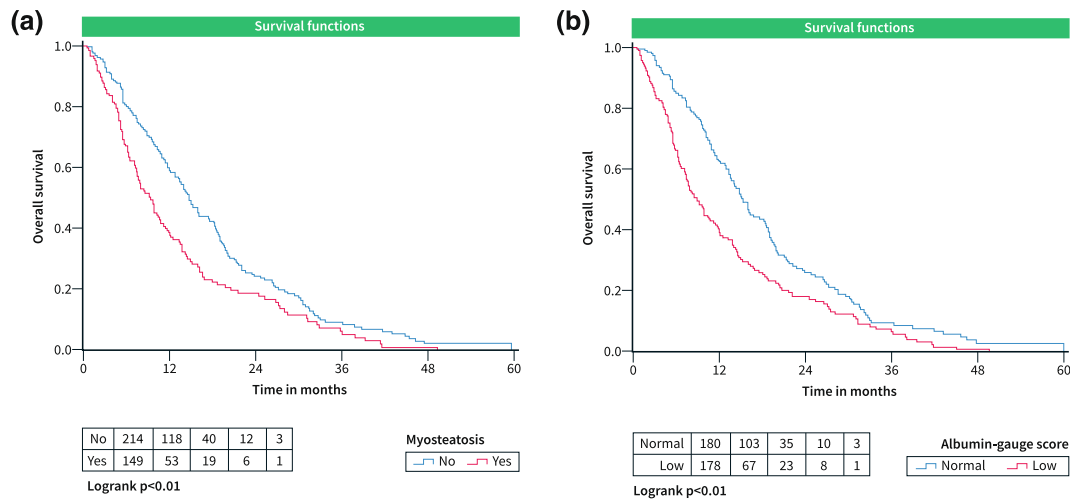 (a)
Survival functions
Overall survival
1.0
0.8
0.6
0.4
0.2
0.0
0 12 24 36 48 60
Time in months
No 214 118 40 12 3
Yes 149 53 19 6 1
Logrank p<0.01
Myosteatosis
No Yes
(b)
Survival functions
Overall survival
1.0
0.8
0.6
0.4
0.2
0.0
0 12 24 36 48 60
Time in months
Normal 180 103 35 10 3
Low 178 67 23 8 1
Logrank p<0.01
Albumin-gauge score
Normal Low